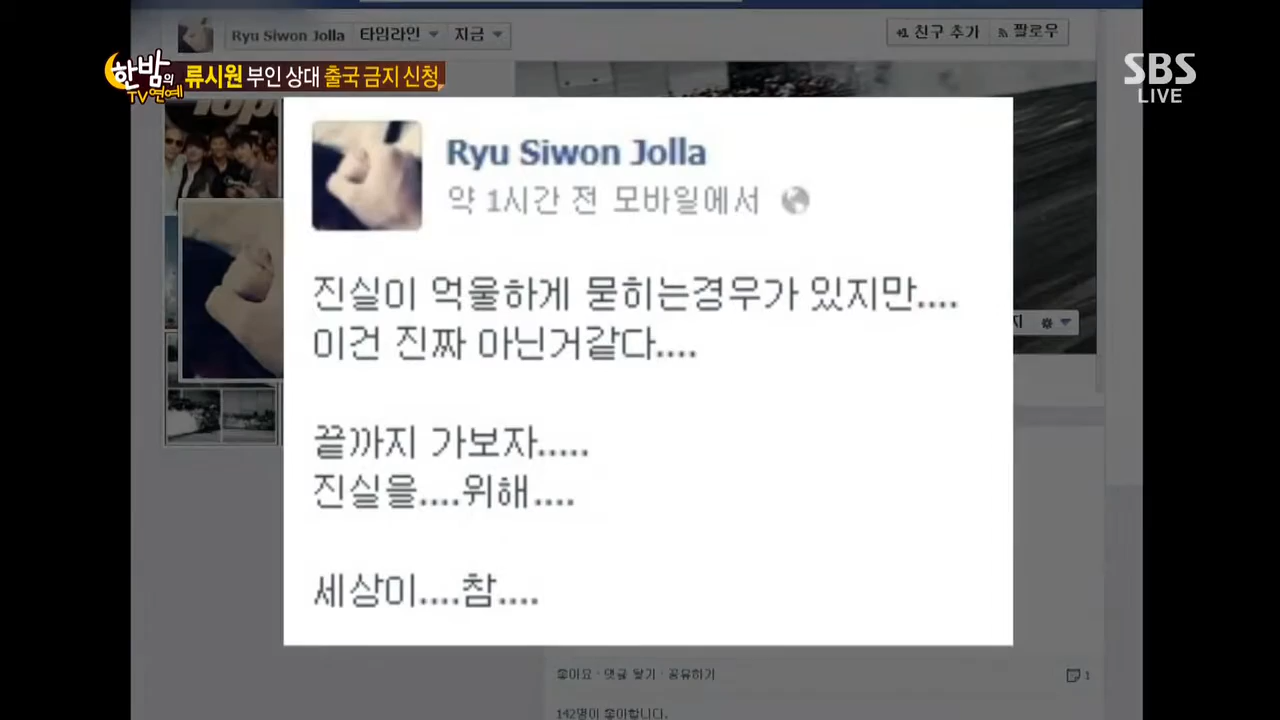 Ryu Siwon Jolla 타임라인 지금
+1 친구 추가 팔로우
한밤의
TV연예
류시원 부인 상대 출국 금지 신청
SBS
LIVE
Ryu Siwon Jolla
약 1시간 전 모바일에서
진실이 억울하게 묻히는경우가 있지만....
이건 진짜 아닌거같다....
끝까지 가보자.....
진실을....위해....
세상이....참....
좋아요 · 댓글 달기 · 공유하기
1
142명이 좋아합니다.